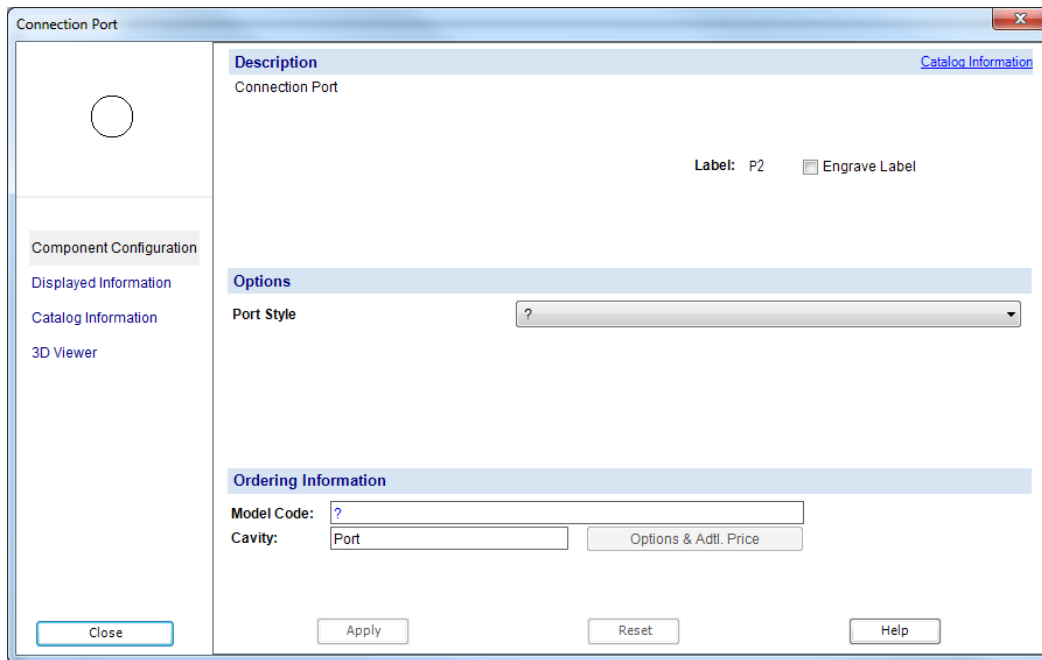 Connection Port
x
Description
Catalog Information
Connection Port
Label: P2 Engrave Label
Component Configuration
Displayed Information
Catalog Information
3D Viewer
Options
Port Style ?
Ordering Information
Model Code: ?
Cavity: Port Options & Adtl. Price
Close Apply Reset Help